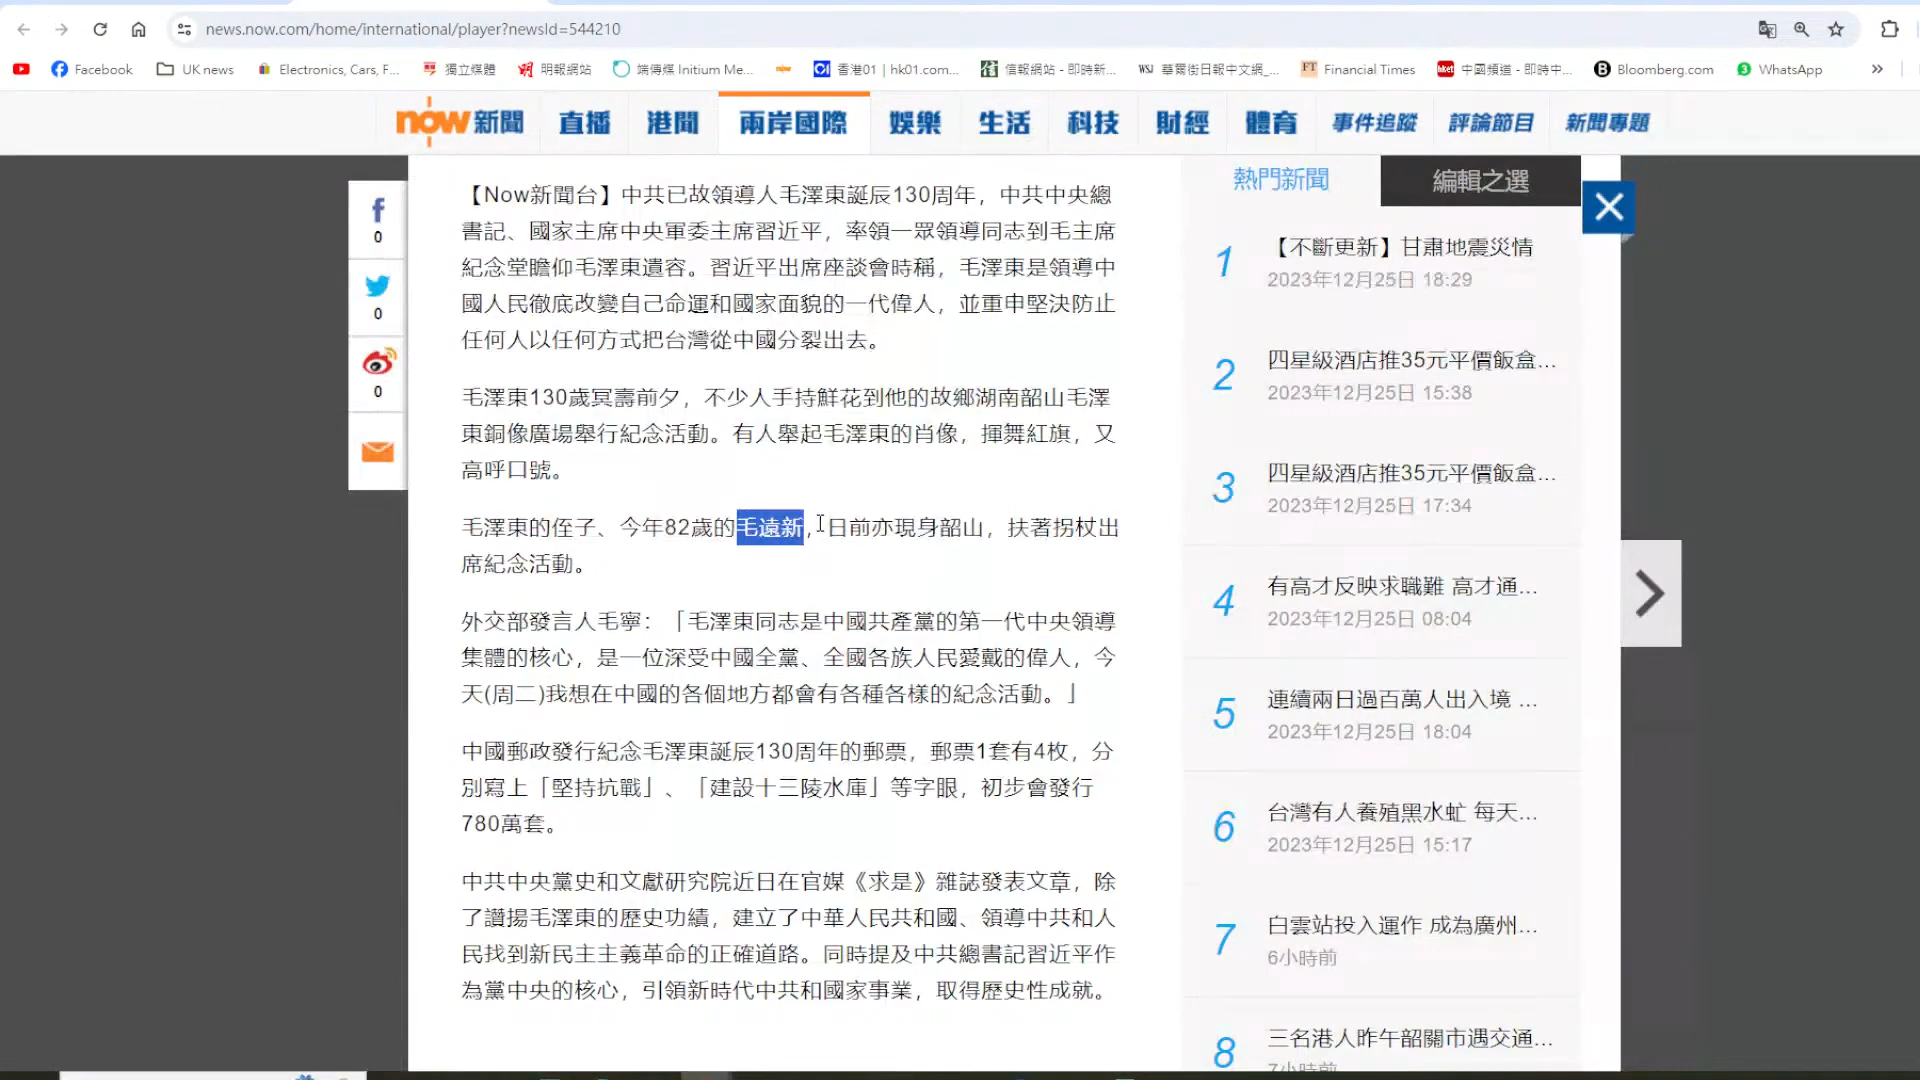 news.now.com/home/international/player?newsId=544210
Facebook
UK news
Electronics, Cars, F...
獨立媒體
明報網站
端傳媒 Initium Me...
香港01 | hk01.com...
信報網站 - 即時新...
華爾街日報中文網_...
Financial Times
中國頻道 - 即時中...
Bloomberg.com
WhatsApp
now新聞
直播
港聞
兩岸國際
娛樂
生活
科技
財經
體育
事件追蹤
評論節目
新聞專題
0
0
0
【Now新聞台】中共已故領導人毛澤東誕辰130周年，中共中央總
書記、國家主席中央軍委主席習近平，率領一眾領導同志到毛主席
紀念堂瞻仰毛澤東遺容。習近平出席座談會時稱，毛澤東是領導中
國人民徹底改變自己命運和國家面貌的一代偉人，並重申堅決防止
任何人以任何方式把台灣從中國分裂出去。
毛澤東130歲冥壽前夕，不少人手持鮮花到他的故鄉湖南韶山毛澤
東銅像廣場舉行紀念活動。有人舉起毛澤東的肖像，揮舞紅旗，又
高呼口號。
毛澤東的侄子、今年82歲的毛遠新，日前亦現身韶山，扶著拐杖出
席紀念活動。
外交部發言人毛寧：「毛澤東同志是中國共產黨的第一代中央領導
集體的核心，是一位深受中國全黨、全國各族人民愛戴的偉人，今
天(周二)我想在中國的各個地方都會有各種各樣的紀念活動。」
中國郵政發行紀念毛澤東誕辰130周年的郵票，郵票1套有4枚，分
別寫上「堅持抗戰」、「建設十三陵水庫」等字眼，初步會發行
780萬套。
中共中央黨史和文獻研究院近日在官媒《求是》雜誌發表文章，除
了讚揚毛澤東的歷史功績，建立了中華人民共和國、領導中共和人
民找到新民主主義革命的正確道路。同時提及中共總書記習近平作
為黨中央的核心，引領新時代中共和國家事業，取得歷史性成就。
熱門新聞
編輯之選
1
【不斷更新】甘肅地震災情
2023年12月25日 18:29
2
四星級酒店推35元平價飯盒...
2023年12月25日 15:38
3
四星級酒店推35元平價飯盒...
2023年12月25日 17:34
4
有高才反映求職難 高才通...
2023年12月25日 08:04
5
連續兩日過百萬人出入境 ...
2023年12月25日 18:04
6
台灣有人養殖黑水虻 每天...
2023年12月25日 15:17
7
白雲站投入運作 成為廣州...
6小時前
8
三名港人昨午韶關市遇交通...
7小時前